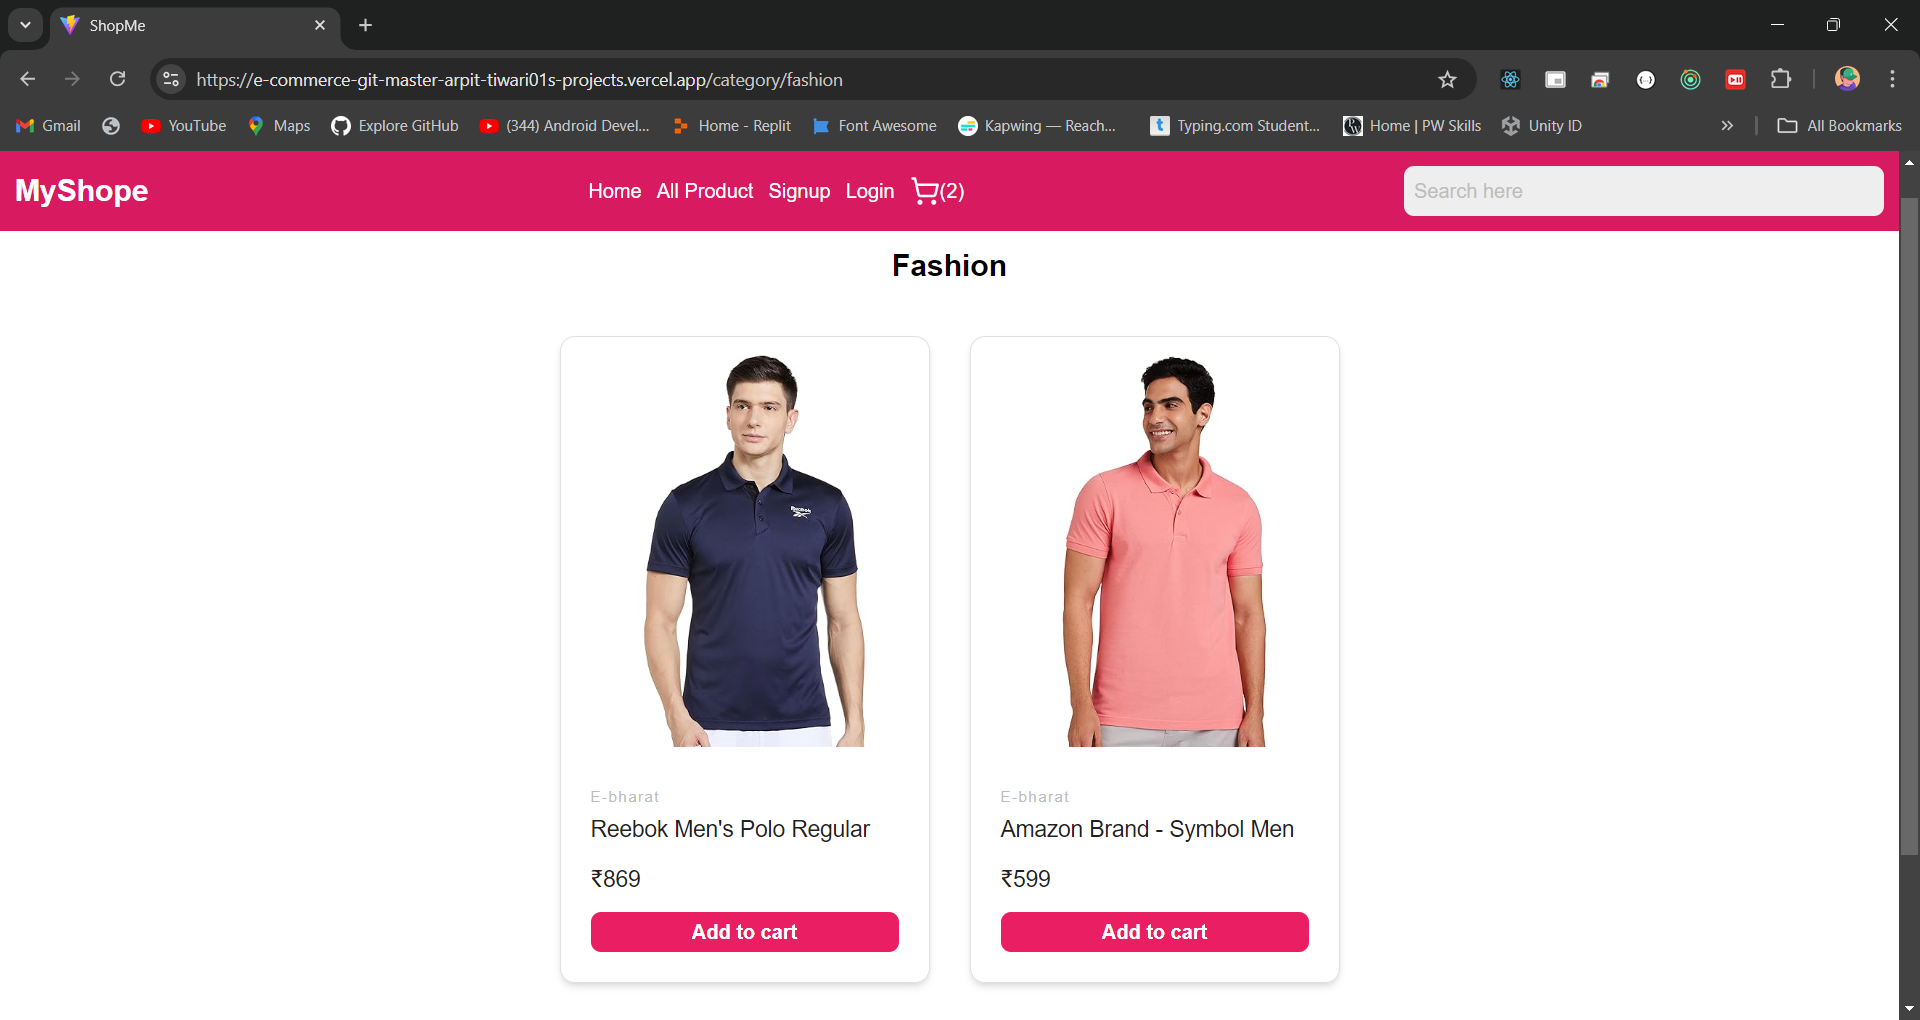 ShopMe
https://e-commerce-git-master-arpit-tiwari01s-projects.vercel.app/category/fashion
Gmail YouTube Maps Explore GitHub (344) Android Devel... Home - Replit Font Awesome Kapwing — Reach... Typing.com Student... Home | PW Skills Unity ID All Bookmarks
MyShope Home All Product Signup Login (2) Search here
Fashion
Reebok
E-bharat E-bharat
Reebok Men's Polo Regular Amazon Brand - Symbol Men
₹869 ₹599
Add to cart Add to cart